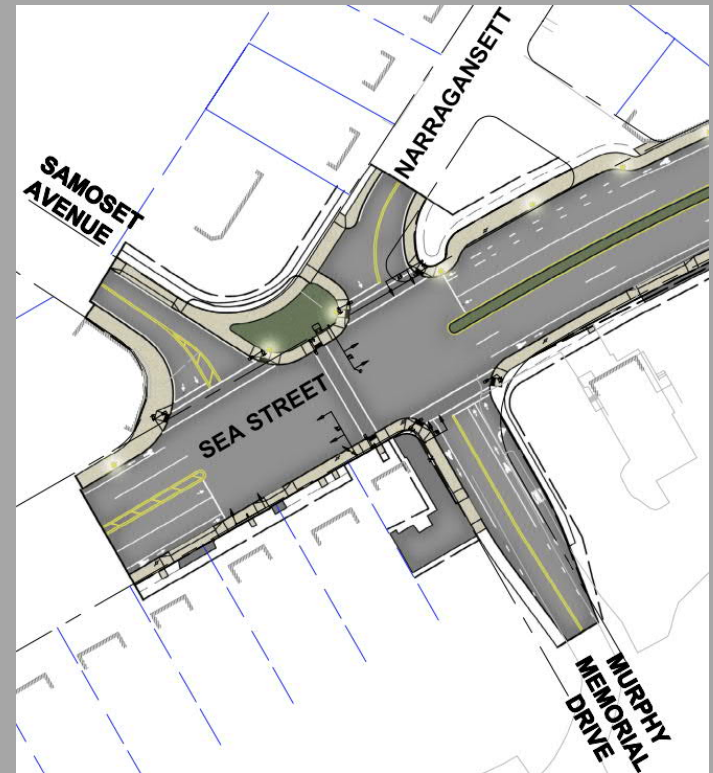 NARRAGANSETT
SAMOSET
AVENUE
SEA STREET
MURPHY
MEMORIAL
DRIVE